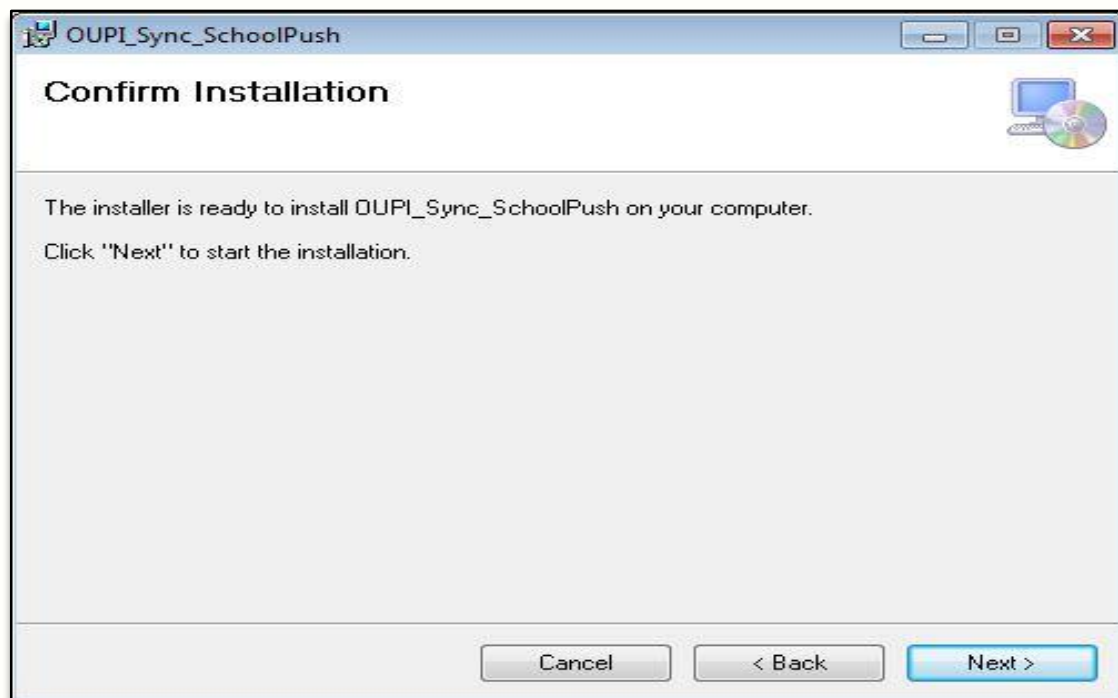 OUPI_Sync_SchoolPush
Confirm Installation
The installer is ready to install OUPI_Sync_SchoolPush on your computer.
Click "Next" to start the installation.
Cancel
< Back
Next >